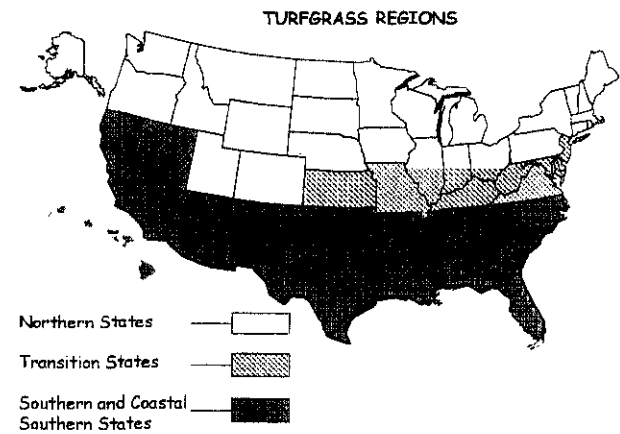 TURFGRASS REGIONS
Northern States
Transition States
Southern and Coastal
Southern States